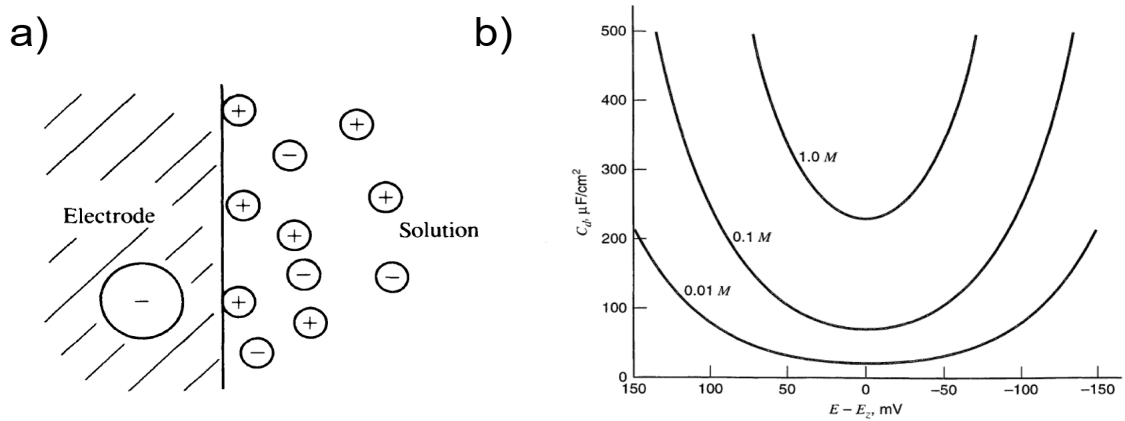 a)
+
+
−
+
Electrode
+
Solution
+
−
−
−
+
+
−
b)
500
400
300
200
100
0
C_d, μF/cm²
1.0 M
0.1 M
0.01 M
150 100 50 0 −50 −100 −150
E − E_z, mV